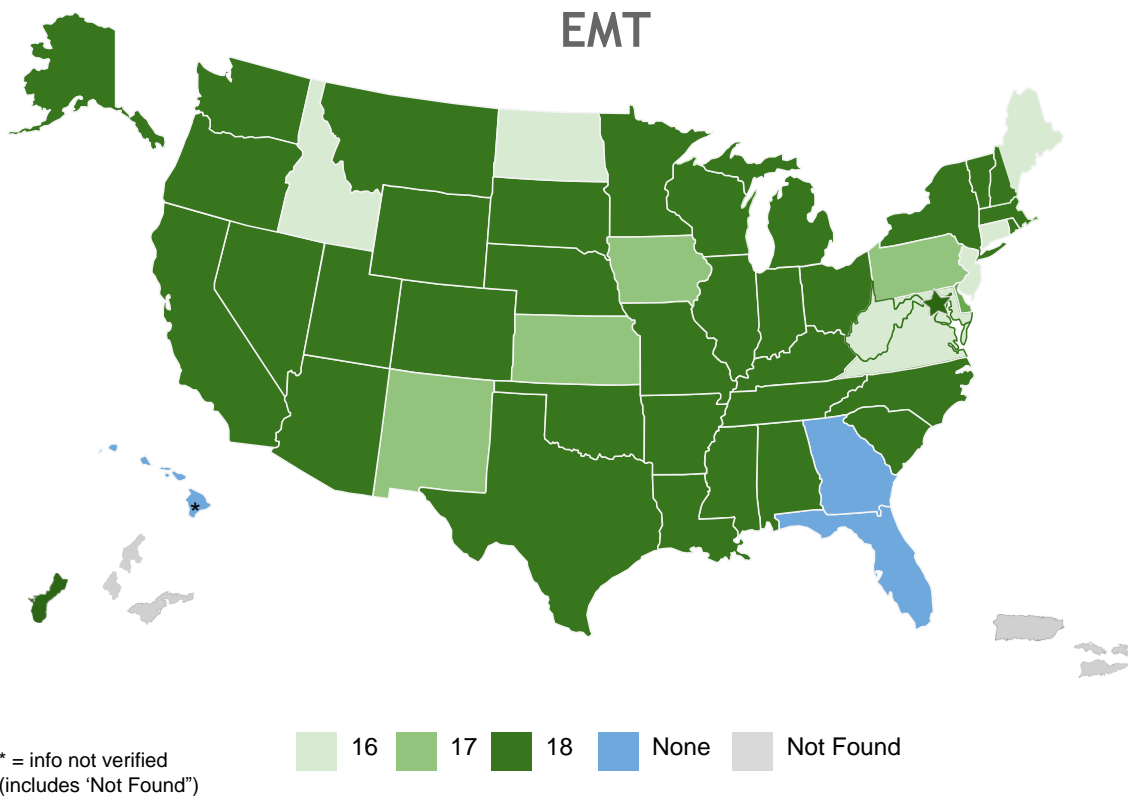 EMT
*
16 17 18 None Not Found
* = info not verified
(includes ‘Not Found”)